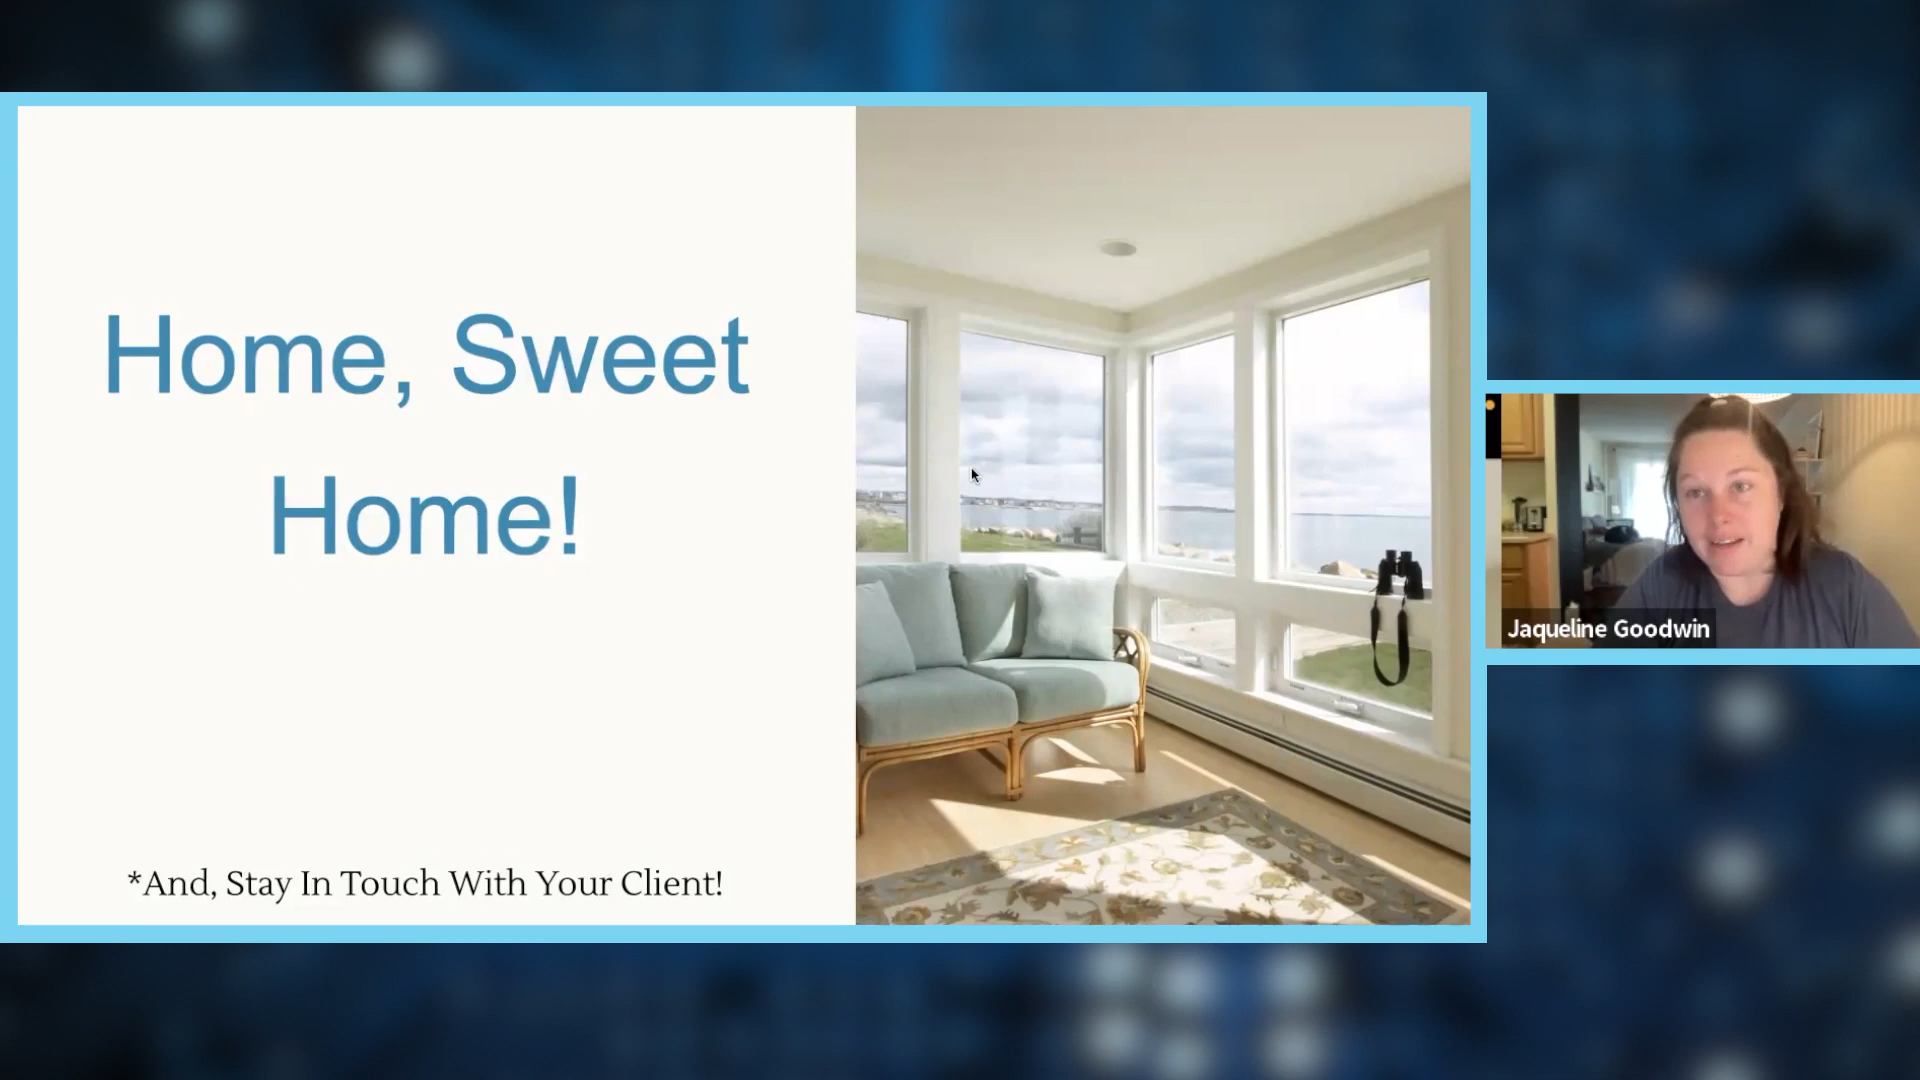 Home, Sweet
Home!
*And, Stay In Touch With Your Client!
Jaqueline Goodwin